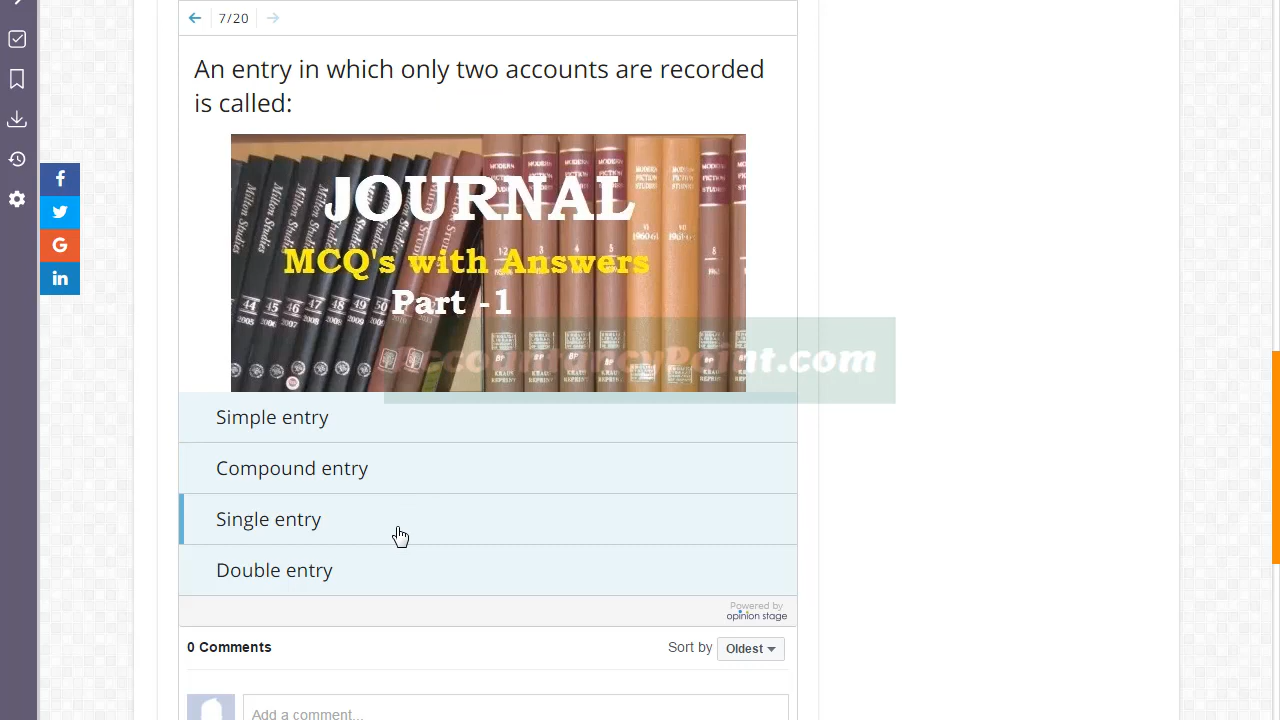 7/20
An entry in which only two accounts are recorded
is called:
JOURNAL
MCQ's with Answers
Part -1
AccountancyPoint.com
Simple entry
Compound entry
Single entry
Double entry
Powered by
opinion stage
0 Comments
Sort by
Oldest
Add a comment...